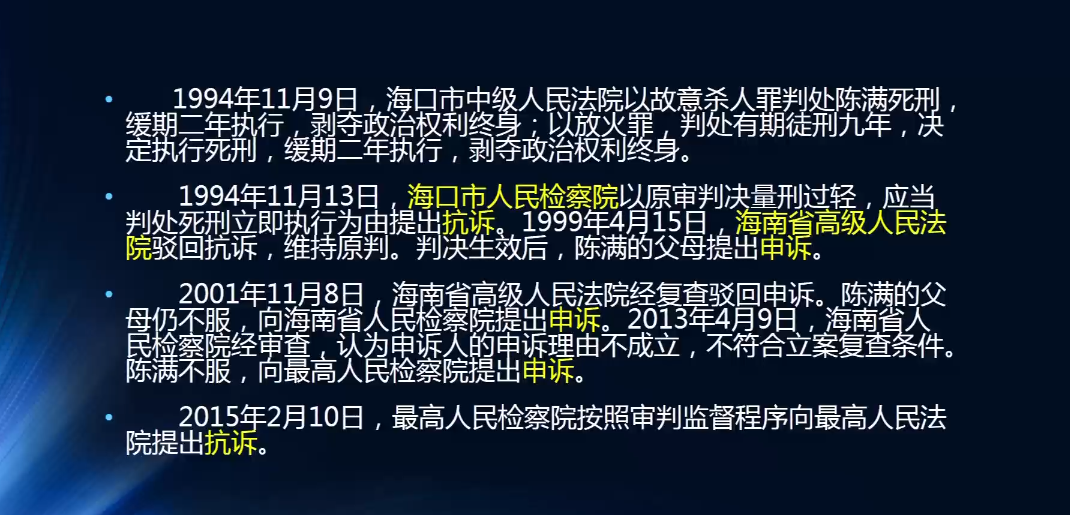 • 1994年11月9日，海口市中级人民法院以故意杀人罪判处陈满死刑，
缓期二年执行，剥夺政治权利终身；以放火罪，判处有期徒刑九年，决
定执行死刑，缓期二年执行，剥夺政治权利终身。
• 1994年11月13日，海口市人民检察院以原审判决量刑过轻，应当
判处死刑立即执行为由提出抗诉。1999年4月15日，海南省高级人民法
院驳回抗诉，维持原判。判决生效后，陈满的父母提出申诉。
• 2001年11月8日，海南省高级人民法院经复查驳回申诉。陈满的父
母仍不服，向海南省人民检察院提出申诉。2013年4月9日，海南省人
民检察院经审查，认为申诉人的申诉理由不成立，不符合立案复查条件。
陈满不服，向最高人民检察院提出申诉。
• 2015年2月10日，最高人民检察院按照审判监督程序向最高人民法
院提出抗诉。